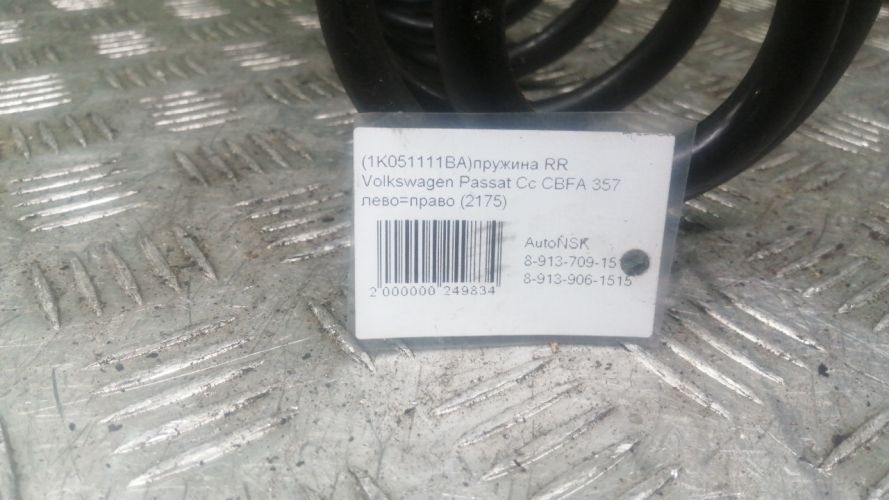 (1K051111BA)пружина RR
Volkswagen Passat Cc CBFA 357
лево=право (2175)
AutoNSK
8-913-709-15
8-913-906-1515
2 000000 249834